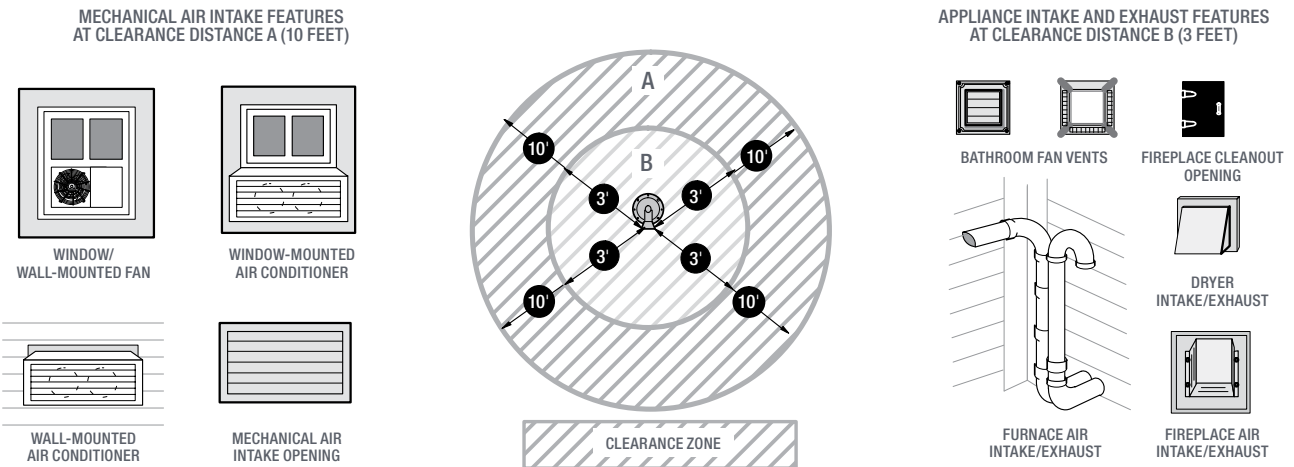 MECHANICAL AIR INTAKE FEATURES
AT CLEARANCE DISTANCE A (10 FEET)
WINDOW/
WALL-MOUNTED FAN
WINDOW-MOUNTED
AIR CONDITIONER
WALL-MOUNTED
AIR CONDITIONER
MECHANICAL AIR
INTAKE OPENING
A
B
10'
10'
3'
3'
3'
3'
10'
10'
CLEARANCE ZONE
APPLIANCE INTAKE AND EXHAUST FEATURES
AT CLEARANCE DISTANCE B (3 FEET)
BATHROOM FAN VENTS
FIREPLACE CLEANOUT
OPENING
DRYER
INTAKE/EXHAUST
FURNACE AIR
INTAKE/EXHAUST
FIREPLACE AIR
INTAKE/EXHAUST